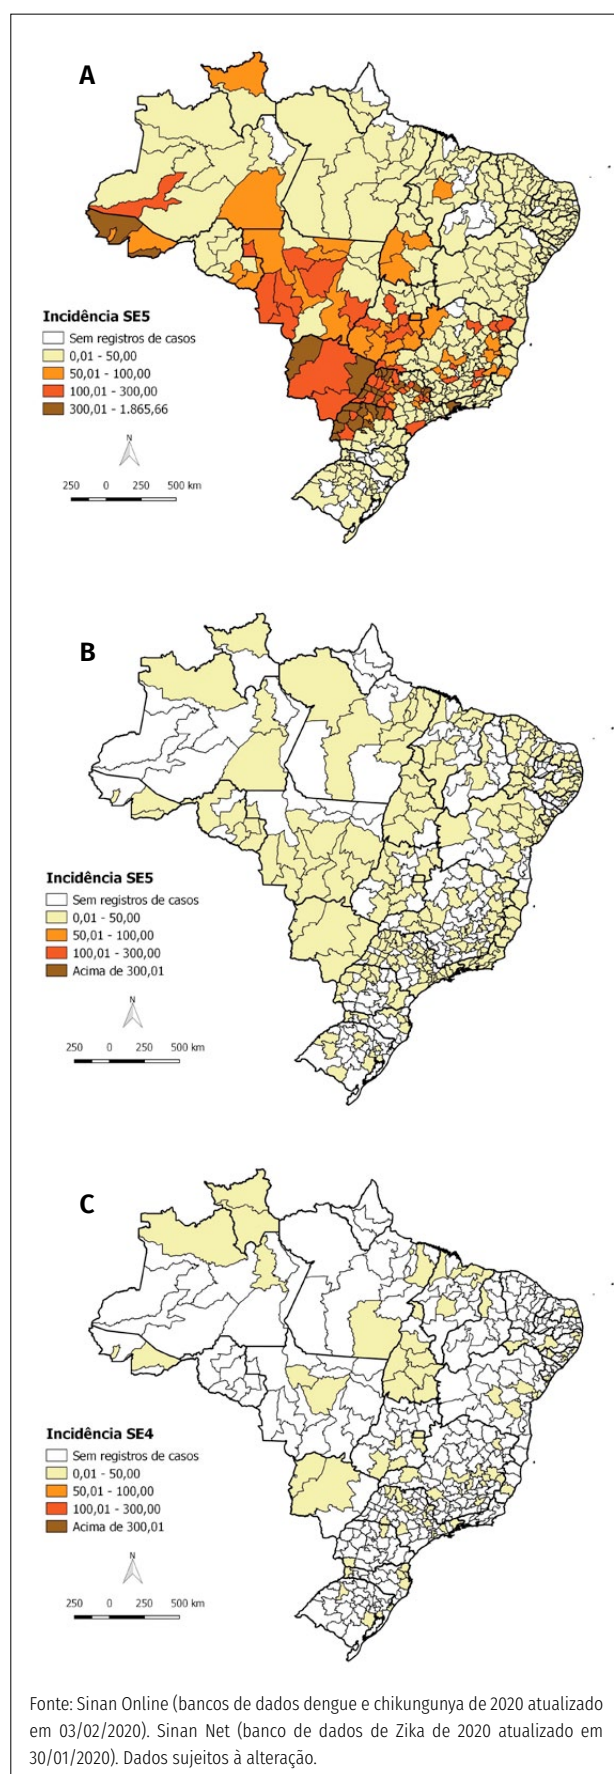 A
Incidência SE5
Sem registros de casos
0,01 - 50,00
50,01 - 100,00
100,01 - 300,00
300,01 - 1.865,66
N
250 0 250 500 km
B
Incidência SE5
Sem registros de casos
0,01 - 50,00
50,01 - 100,00
100,01 - 300,00
Acima de 300,01
N
250 0 250 500 km
C
Incidência SE4
Sem registros de casos
0,01 - 50,00
50,01 - 100,00
100,01 - 300,00
Acima de 300,01
N
250 0 250 500 km
Fonte: Sinan Online (bancos de dados dengue e chikungunya de 2020 atualizado
em 03/02/2020). Sinan Net (banco de dados de Zika de 2020 atualizado em
30/01/2020). Dados sujeitos à alteração.